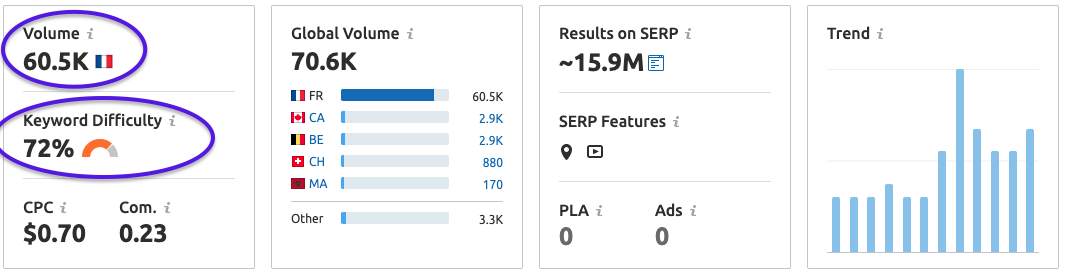 Volume i
60.5K
Keyword Difficulty i
72%
CPC i
$0.70
Com. i
0.23
Global Volume i
70.6K
FR 60.5K
CA 2.9K
BE 2.9K
CH 880
MA 170
Other 3.3K
Results on SERP i
~15.9M
SERP Features i
PLA i
0
Ads i
0
Trend i